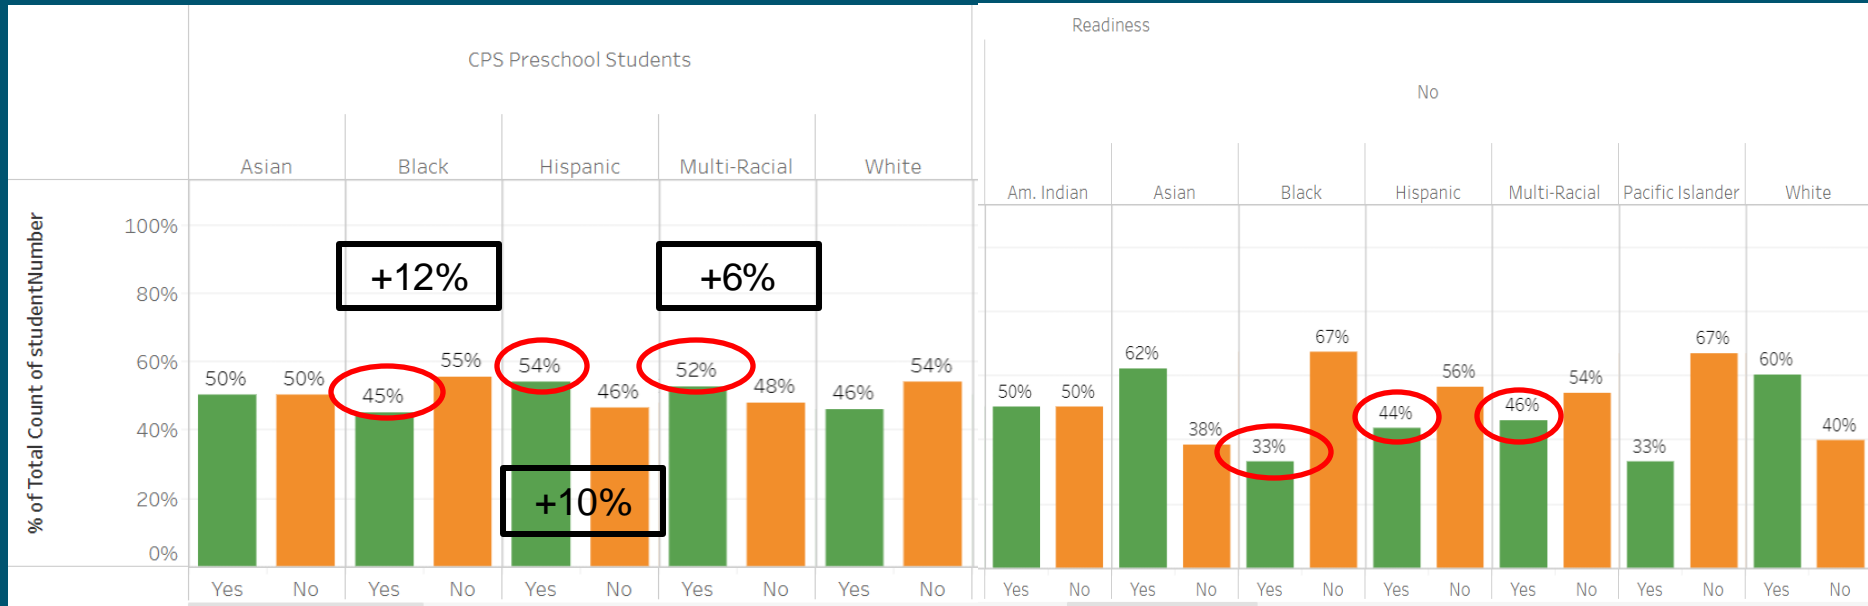 CPS Preschool Students
Asian Black Hispanic Multi-Racial White
% of Total Count of studentNumber
100%
80%
60%
40%
20%
0%
+12% +6%
+10%
50% 50% 45% 55% 54% 46% 52% 48% 46% 54%
Yes No Yes No Yes No Yes No Yes No
Readiness
No
Am. Indian Asian Black Hispanic Multi-Racial Pacific Islander White
50% 50% 62% 38% 33% 67% 44% 56% 46% 54% 33% 67% 60% 40%
Yes No Yes No Yes No Yes No Yes No Yes No Yes No